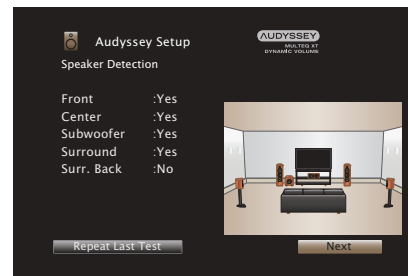 Audyssey Setup
AUDYSSEY
MULTEQ XT
DYNAMIC VOLUME
Speaker Detection
Front :Yes
Center :Yes
Subwoofer :Yes
Surround :Yes
Surr. Back :No
Repeat Last Test
Next